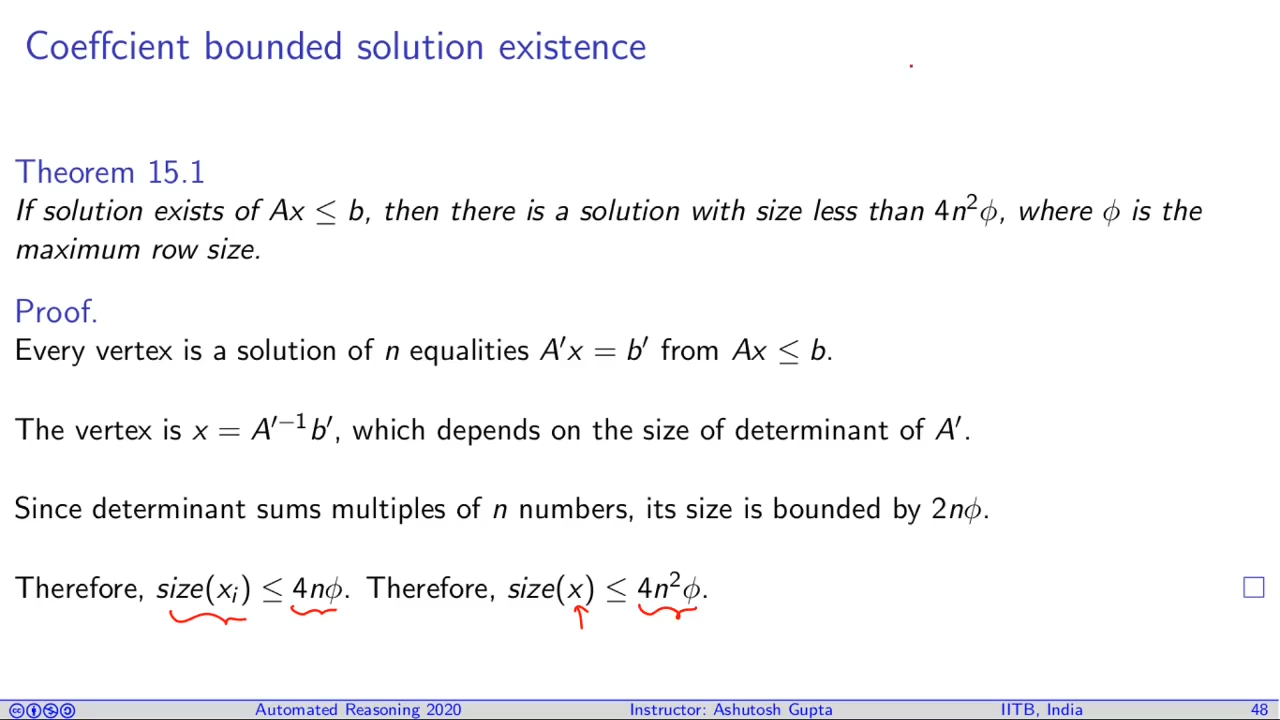 Coeffcient bounded solution existence
Theorem 15.1
If solution exists of Ax ≤ b, then there is a solution with size less than 4n²ϕ, where ϕ is the
maximum row size.
Proof.
Every vertex is a solution of n equalities A′x = b′ from Ax ≤ b.
The vertex is x = A′⁻¹b′, which depends on the size of determinant of A′.
Since determinant sums multiples of n numbers, its size is bounded by 2nϕ.
Therefore, size(xᵢ) ≤ 4nϕ. Therefore, size(x) ≤ 4n²ϕ. □
Automated Reasoning 2020 Instructor: Ashutosh Gupta IITB, India 48